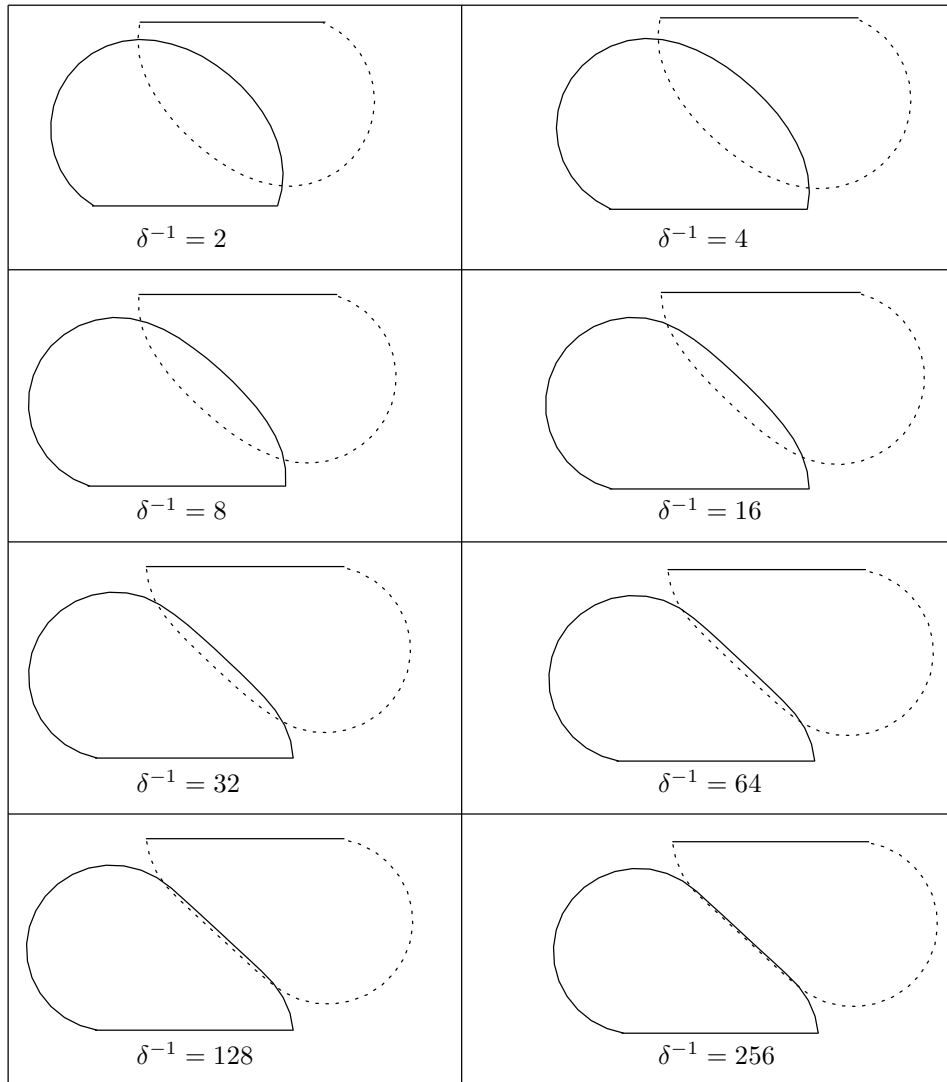 δ⁻¹ = 2
δ⁻¹ = 4
δ⁻¹ = 8
δ⁻¹ = 16
δ⁻¹ = 32
δ⁻¹ = 64
δ⁻¹ = 128
δ⁻¹ = 256